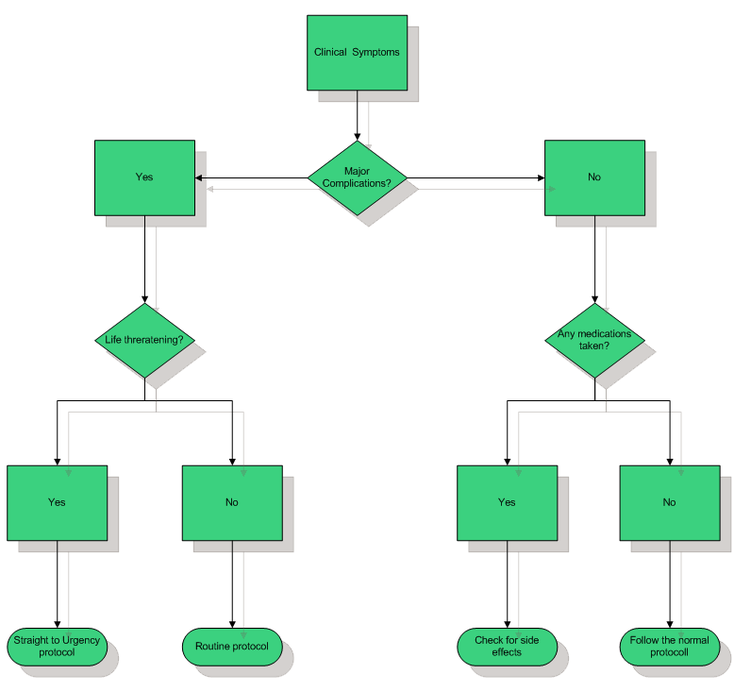 Clinical Symptoms
Major
Complications?
Yes
No
Life threratening?
Any medications
taken?
Yes
No
Yes
No
Straight to Urgency
protocol
Routine protocol
Check for side
effects
Follow the normal
protocoll